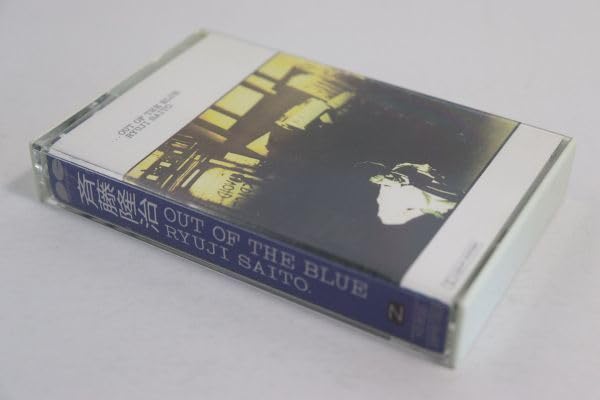 ...OUT OF THE BLUE
RYUJI SAITO
斉藤隆治
OUT OF THE BLUE
RYUJI SAITO.
N